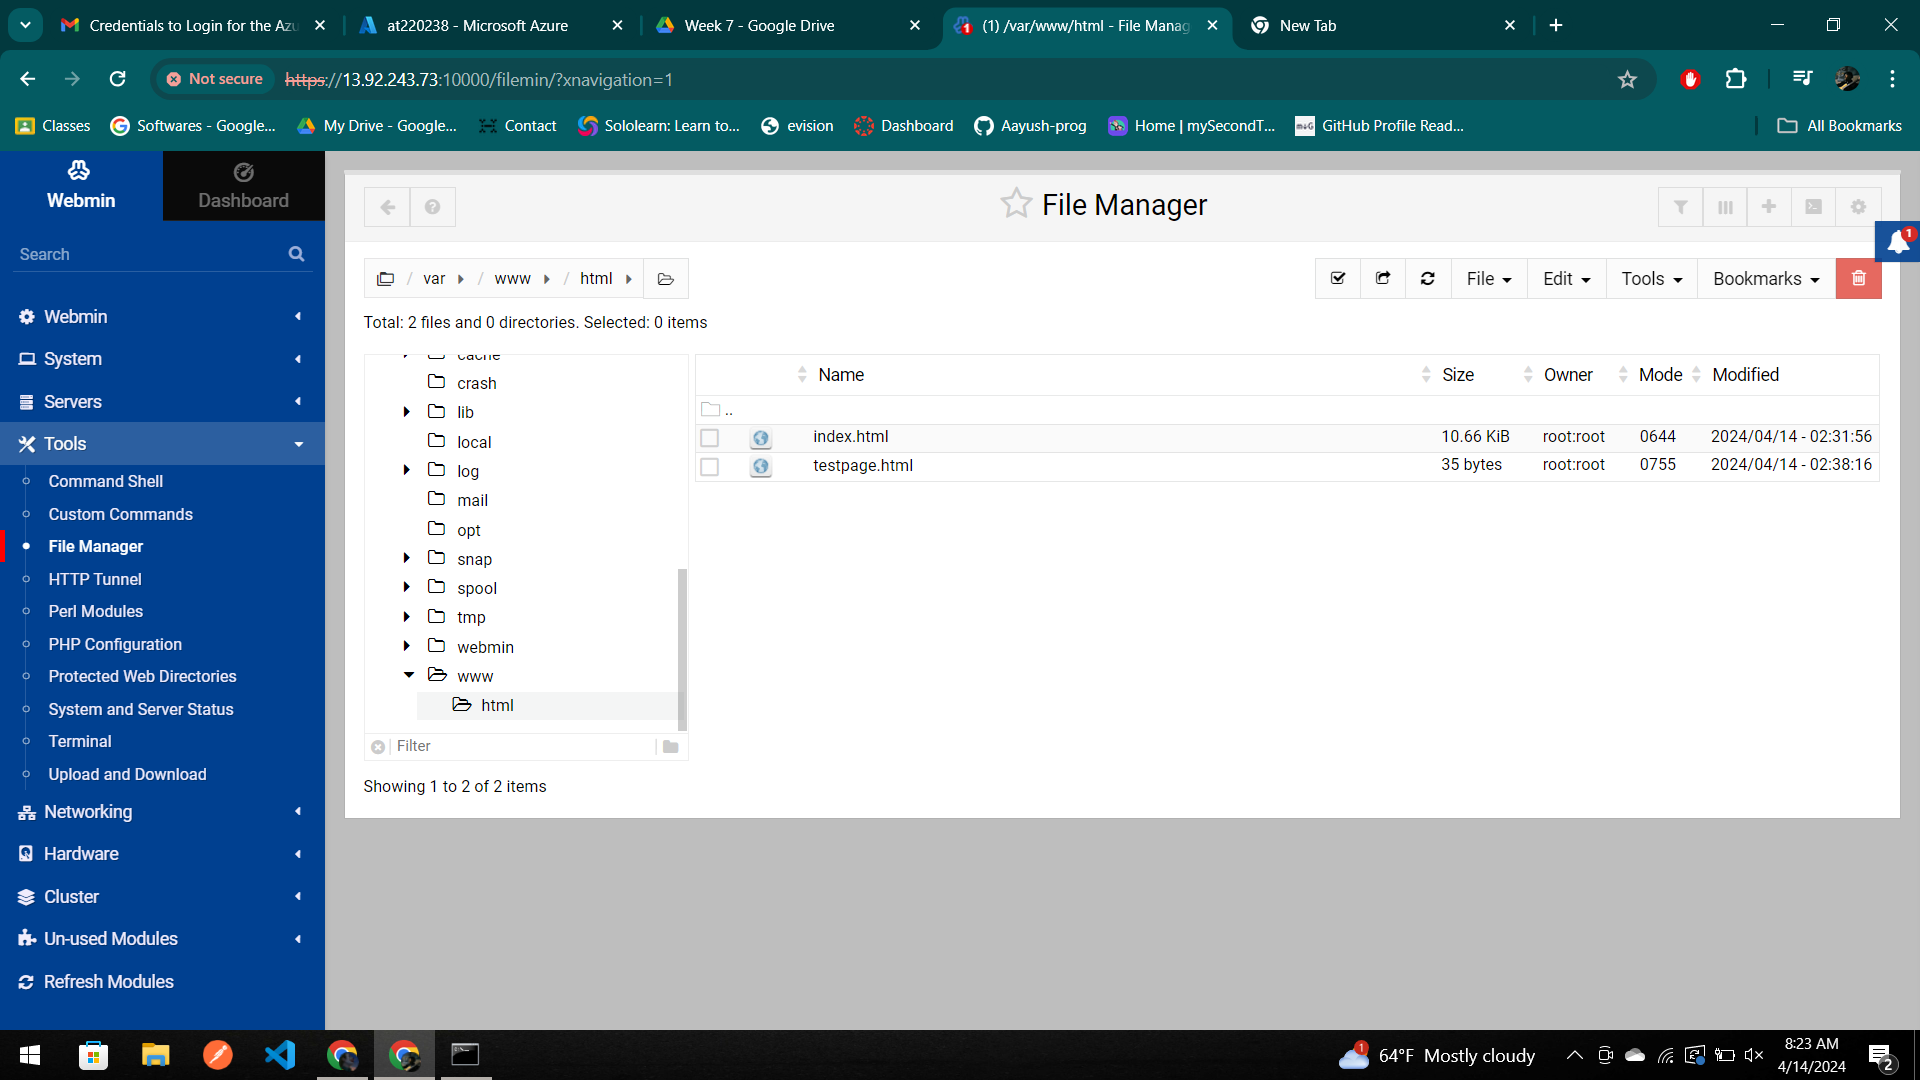 Credentials to Login for the Azu
at220238 - Microsoft Azure
Week 7 - Google Drive
(1) /var/www/html - File Manag
New Tab
Not secure
https://13.92.243.73:10000/filemin/?xnavigation=1
Classes
Softwares - Google...
My Drive - Google...
Contact
Sololearn: Learn to...
evision
Dashboard
Aayush-prog
Home | mySecondT...
GitHub Profile Read...
All Bookmarks
Webmin
Dashboard
Search
Webmin
System
Servers
Tools
Command Shell
Custom Commands
File Manager
HTTP Tunnel
Perl Modules
PHP Configuration
Protected Web Directories
System and Server Status
Terminal
Upload and Download
Networking
Hardware
Cluster
Un-used Modules
Refresh Modules
File Manager
1
/ var / www / html
File
Edit
Tools
Bookmarks
Total: 2 files and 0 directories. Selected: 0 items
cache
crash
lib
local
log
mail
opt
snap
spool
tmp
webmin
www
html
Filter
Name Size Owner Mode Modified
..
index.html 10.66 KiB root:root 0644 2024/04/14 - 02:31:56
testpage.html 35 bytes root:root 0755 2024/04/14 - 02:38:16
Showing 1 to 2 of 2 items
1
64°F Mostly cloudy
8:23 AM
4/14/2024
2